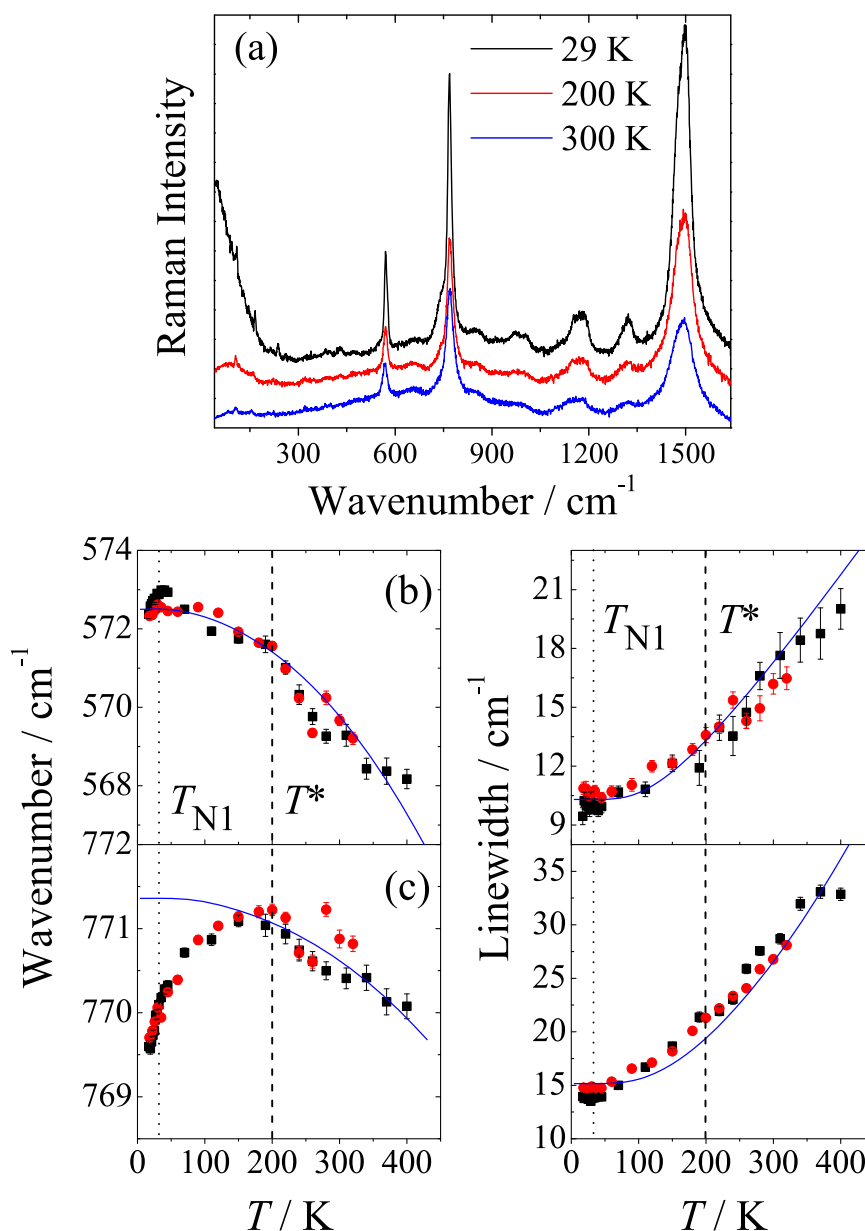 (a)
29 K
200 K
300 K
Raman Intensity
300 600 900 1200 1500
Wavenumber / cm-1
574
572
570
568
772
771
770
769
(b)
TN1
T*
(c)
Wavenumber / cm-1
0 100 200 300 400
T / K
21
18
15
12
9
35
30
25
20
15
10
TN1
T*
Linewidth / cm-1
0 100 200 300 400
T / K